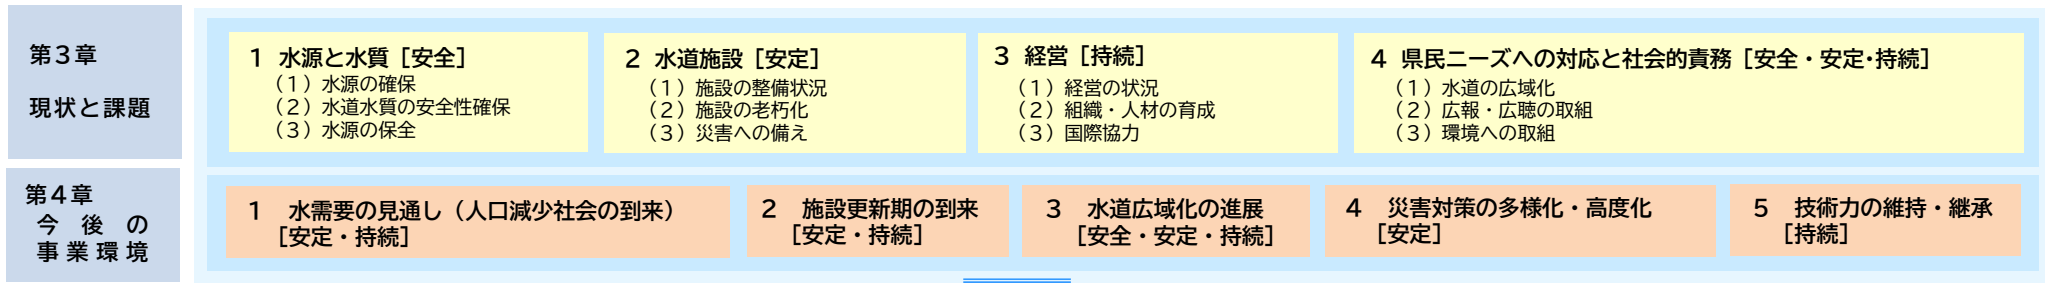 第３章
現状と課題
１ 水源と水質［安全］
（１）水源の確保
（２）水道水質の安全性確保
（３）水源の保全
２ 水道施設［安定］
（１）施設の整備状況
（２）施設の老朽化
（３）災害への備え
３ 経営［持続］
（１）経営の状況
（２）組織・人材の育成
（３）国際協力
４ 県民ニーズへの対応と社会的責務［安全・安定･持続］
（１）水道の広域化
（２）広報・広聴の取組
（３）環境への取組
第４章
今後の
事業環境
１　水需要の見通し（人口減少社会の到来）
［安定・持続］
２　施設更新期の到来
［安定・持続］
３　水道広域化の進展
［安全・安定・持続］
４　災害対策の多様化・高度化
［安定］
５　技術力の維持・継承
［持続］